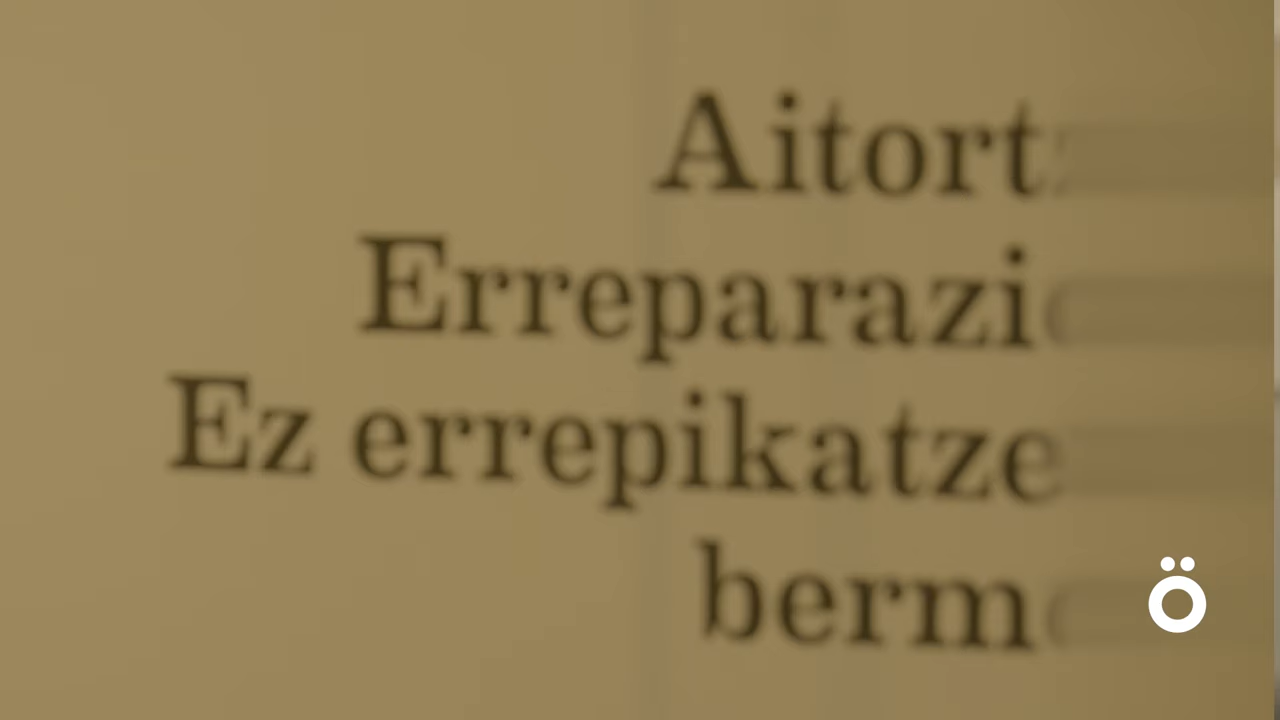 Aitort
Erreparazi
Ez errepikatze
berm
ö